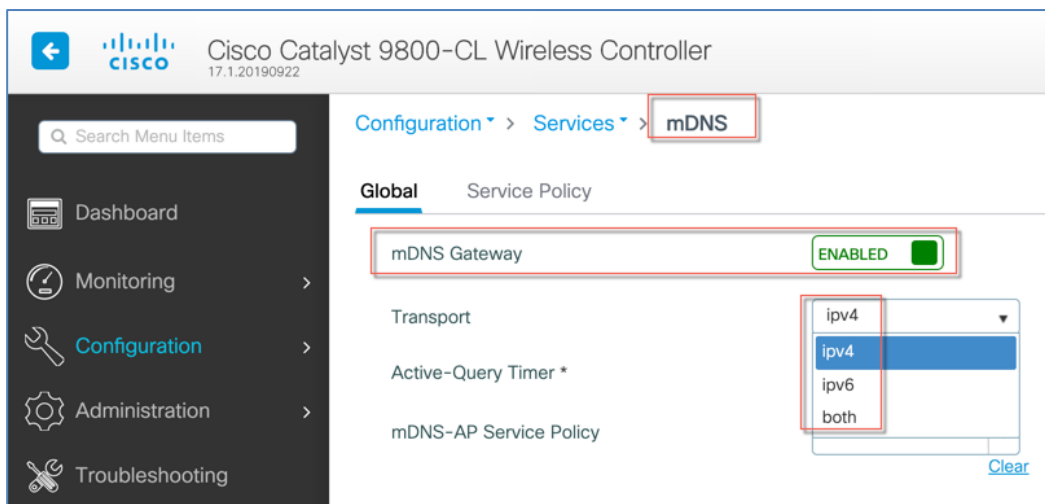 CISCO
Cisco Catalyst 9800-CL Wireless Controller
17.1.20190922
Search Menu Items
Dashboard
Monitoring
Configuration
Administration
Troubleshooting
Configuration > Services > mDNS
Global Service Policy
mDNS Gateway ENABLED
Transport ipv4
ipv4
ipv6
both
Active-Query Timer *
mDNS-AP Service Policy
Clear